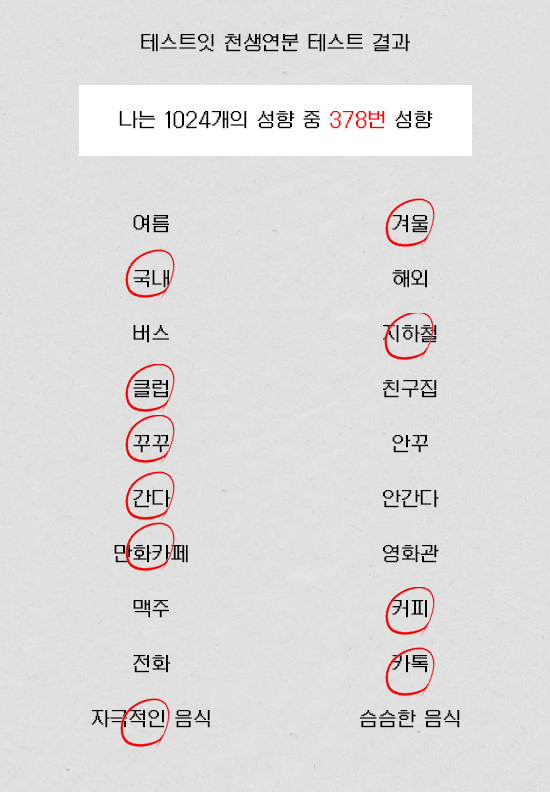 테스트잇 천생연분 테스트 결과
나는 1024개의 성향 중 378번 성향
여름 겨울
국내 해외
버스 지하철
클럽 친구집
꾸꾸 안꾸
간다 안간다
만화카페 영화관
맥주 커피
전화 카톡
자극적인 음식 슴슴한 음식